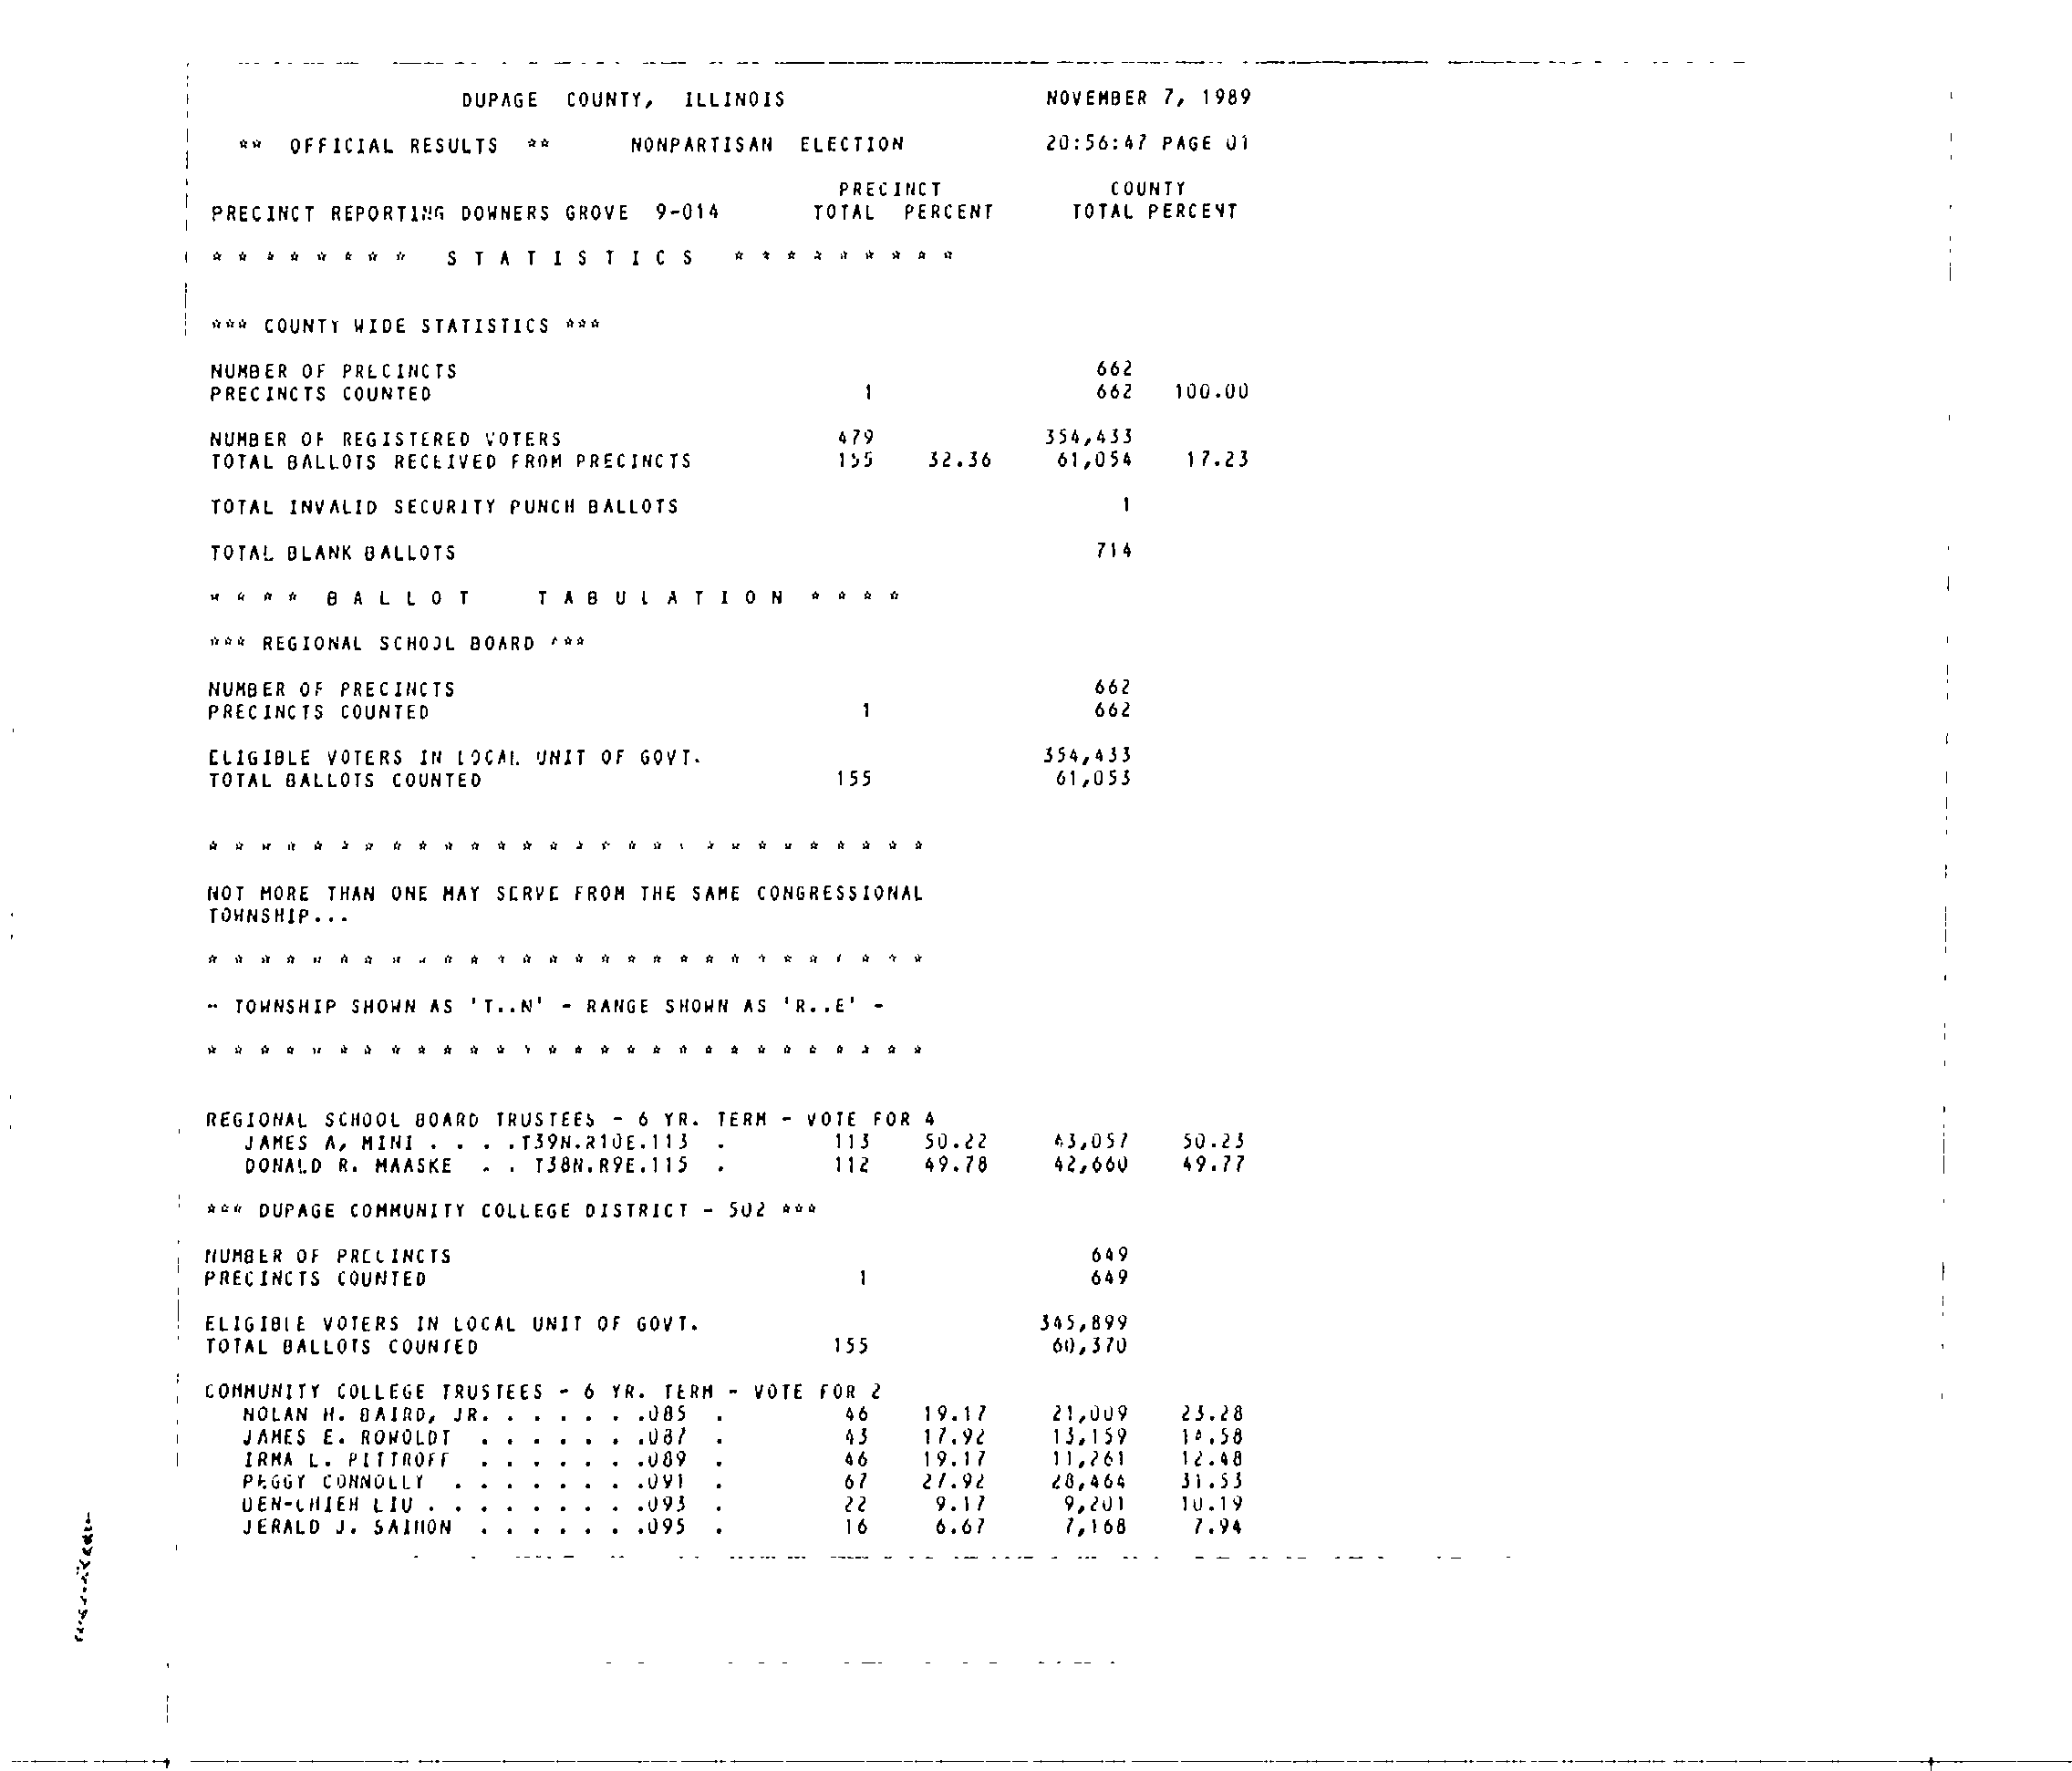 DUPAGE COUNTY, ILLINOIS NOVEMBER 7, 1989
** OFFICIAL RESULTS ** NONPARTISAN ELECTION 20:56:47 PAGE 01
PRECINCT COUNTY
PRECINCT REPORTING DOWNERS GROVE 9-014 TOTAL PERCENT TOTAL PERCENT
* * * * * * * * S T A T I S T I C S * * * * * * * * *
*** COUNTY WIDE STATISTICS ***
NUMBER OF PRECINCTS 662
PRECINCTS COUNTED 1 662 100.00
NUMBER OF REGISTERED VOTERS 479 354,433
TOTAL BALLOTS RECEIVED FROM PRECINCTS 155 32.36 61,054 17.23
TOTAL INVALID SECURITY PUNCH BALLOTS 1
TOTAL BLANK BALLOTS 714
* * * * B A L L O T T A B U L A T I O N * * * *
*** REGIONAL SCHOOL BOARD ***
NUMBER OF PRECINCTS 662
PRECINCTS COUNTED 1 662
ELIGIBLE VOTERS IN LOCAL UNIT OF GOVT. 354,433
TOTAL BALLOTS COUNTED 155 61,053
* * * * * * * * * * * * * * * * * * * * * * * * * * * *
NOT MORE THAN ONE MAY SERVE FROM THE SAME CONGRESSIONAL
TOWNSHIP...
* * * * * * * * * * * * * * * * * * * * * * * * * * * *
- TOWNSHIP SHOWN AS 'T..N' - RANGE SHOWN AS 'R..E' -
* * * * * * * * * * * * * * * * * * * * * * * * * * * *
REGIONAL SCHOOL BOARD TRUSTEES - 6 YR. TERM - VOTE FOR 4
JAMES A, MINI . . . .T39N.R10E.113 . 113 50.22 43,057 50.23
DONALD R. MAASKE . . T38N.R9E.115 . 112 49.78 42,660 49.77
*** DUPAGE COMMUNITY COLLEGE DISTRICT - 502 ***
NUMBER OF PRECINCTS 649
PRECINCTS COUNTED 1 649
ELIGIBLE VOTERS IN LOCAL UNIT OF GOVT. 345,899
TOTAL BALLOTS COUNTED 155 60,370
COMMUNITY COLLEGE TRUSTEES - 6 YR. TERM - VOTE FOR 2
NOLAN H. BAIRD, JR. . . . . . .085 . 46 19.17 21,009 23.28
JAMES E. ROWOLDT . . . . . . .087 . 43 17.92 13,159 14.58
IRMA L. PITTROFF . . . . . . .089 . 46 19.17 11,261 12.48
PEGGY CONNOLLY . . . . . . . .091 . 67 27.92 28,464 31.53
DEN-CHIEH LIU . . . . . . . . .093 . 22 9.17 9,201 10.19
JERALD J. SAIMON . . . . . . .095 . 16 6.67 7,168 7.94